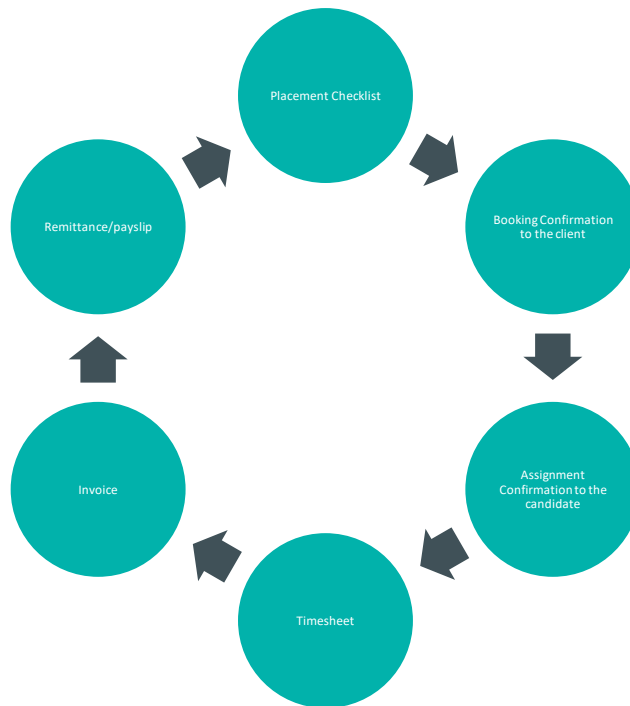 Placement Checklist
Booking Confirmation
to the client
Assignment
Confirmation to the
candidate
Timesheet
Invoice
Remittance/payslip